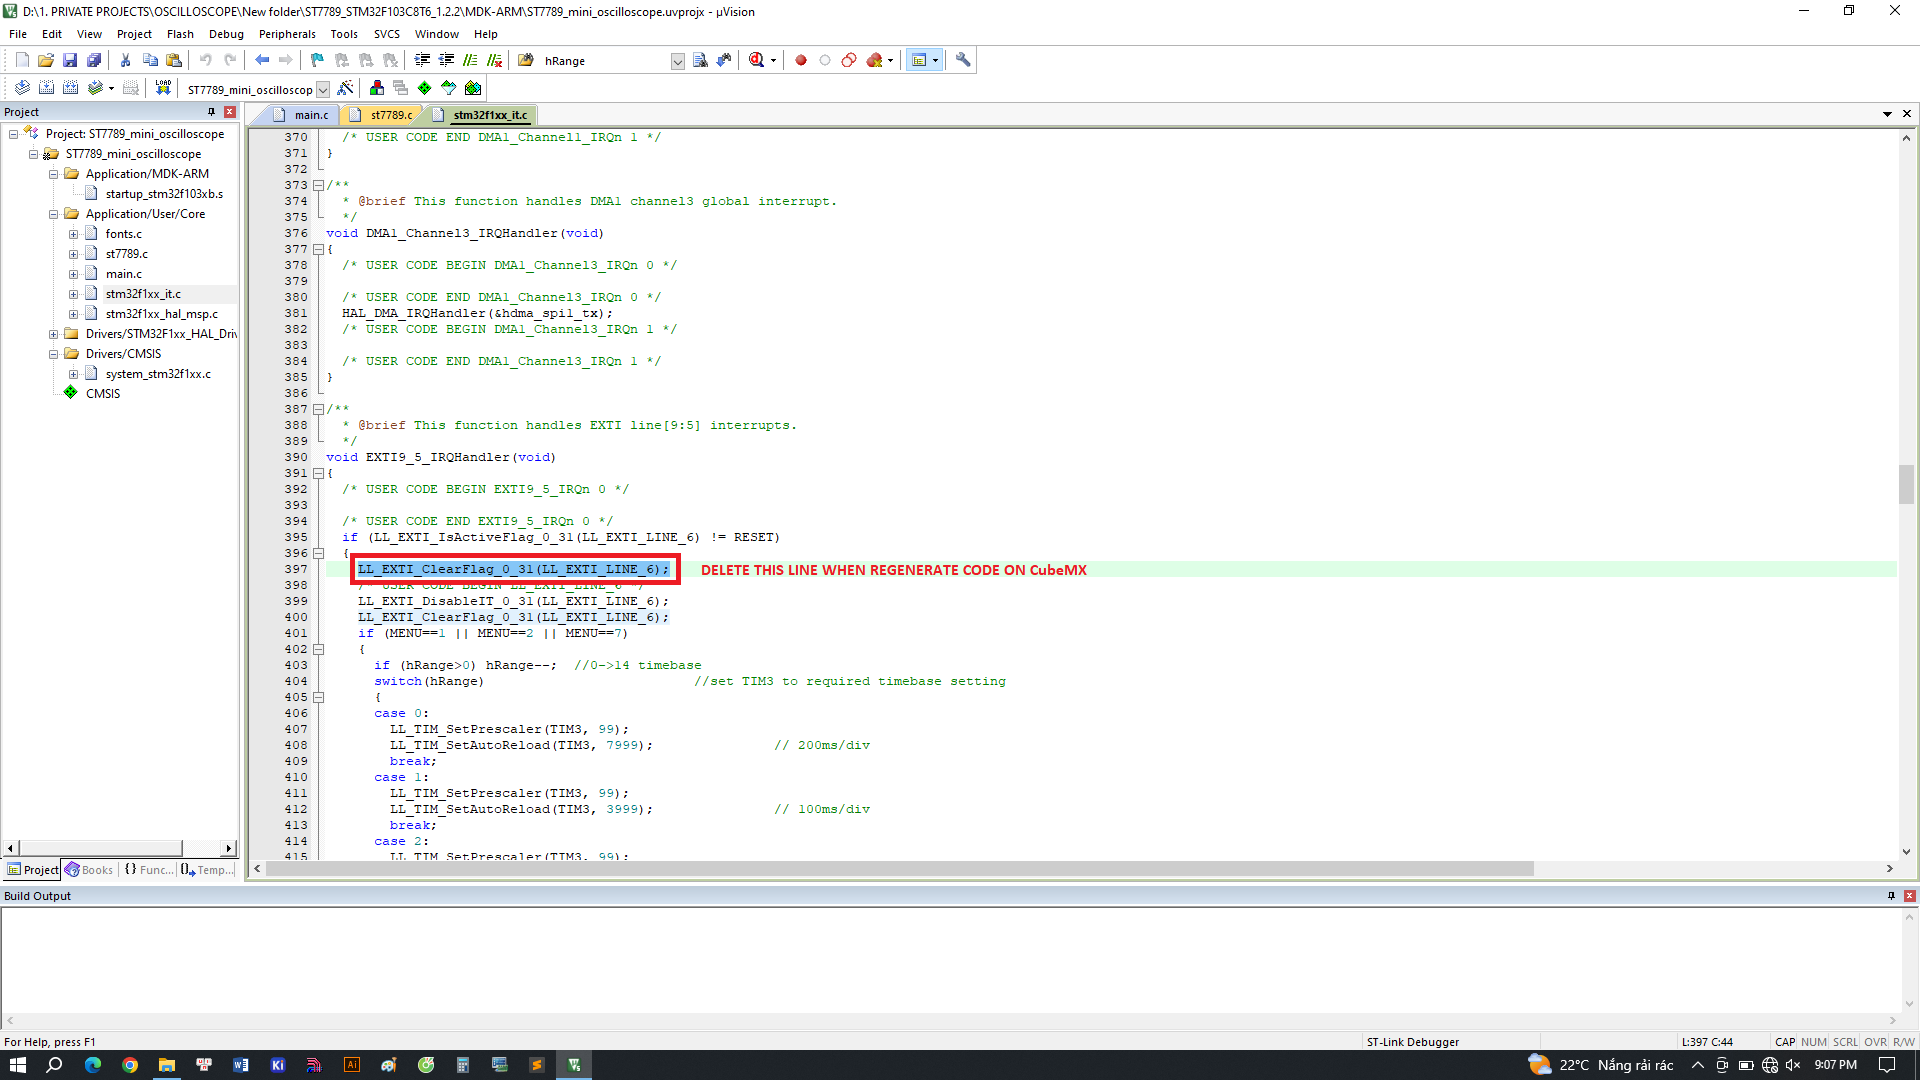 D:\1. PRIVATE PROJECTS\OSCILLOSCOPE\New folder\ST7789_STM32F103C8T6_1.2.2\MDK-ARM\ST7789_mini_oscilloscope.uvprojx - µVision
File Edit View Project Flash Debug Peripherals Tools SVCS Window Help
hRange
LOAD ST7789_mini_oscilloscop
Project
Project: ST7789_mini_oscilloscope
ST7789_mini_oscilloscope
Application/MDK-ARM
startup_stm32f103xb.s
Application/User/Core
fonts.c
st7789.c
main.c
stm32f1xx_it.c
stm32f1xx_hal_msp.c
Drivers/STM32F1xx_HAL_Driv
Drivers/CMSIS
system_stm32f1xx.c
CMSIS
Project Books {} Func... Temp...
main.c st7789.c stm32f1xx_it.c
370 /* USER CODE END DMA1_Channel1_IRQn 1 */
371 }
372
373 /**
374 * @brief This function handles DMA1 channel3 global interrupt.
375 */
376 void DMA1_Channel3_IRQHandler(void)
377 {
378 /* USER CODE BEGIN DMA1_Channel3_IRQn 0 */
379
380 /* USER CODE END DMA1_Channel3_IRQn 0 */
381 HAL_DMA_IRQHandler(&hdma_spi1_tx);
382 /* USER CODE BEGIN DMA1_Channel3_IRQn 1 */
383
384 /* USER CODE END DMA1_Channel3_IRQn 1 */
385 }
386
387 /**
388 * @brief This function handles EXTI line[9:5] interrupts.
389 */
390 void EXTI9_5_IRQHandler(void)
391 {
392 /* USER CODE BEGIN EXTI9_5_IRQn 0 */
393
394 /* USER CODE END EXTI9_5_IRQn 0 */
395 if (LL_EXTI_IsActiveFlag_0_31(LL_EXTI_LINE_6) != RESET)
396 {
397 LL_EXTI_ClearFlag_0_31(LL_EXTI_LINE_6); DELETE THIS LINE WHEN REGENERATE CODE ON CubeMX
398 /* USER CODE BEGIN LL_EXTI_LINE_6 */
399 LL_EXTI_DisableIT_0_31(LL_EXTI_LINE_6);
400 LL_EXTI_ClearFlag_0_31(LL_EXTI_LINE_6);
401 if (MENU==1 || MENU==2 || MENU==7)
402 {
403 if (hRange>0) hRange--; //0->14 timebase
404 switch(hRange) //set TIM3 to required timebase setting
405 {
406 case 0:
407 LL_TIM_SetPrescaler(TIM3, 99);
408 LL_TIM_SetAutoReload(TIM3, 7999); // 200ms/div
409 break;
410 case 1:
411 LL_TIM_SetPrescaler(TIM3, 99);
412 LL_TIM_SetAutoReload(TIM3, 3999); // 100ms/div
413 break;
414 case 2:
415 LL_TIM_SetPrescaler(TIM3, 99);
Build Output
For Help, press F1 ST-Link Debugger L:397 C:44 CAP NUM SCRL OVR R/W
22°C Nắng rải rác 9:07 PM